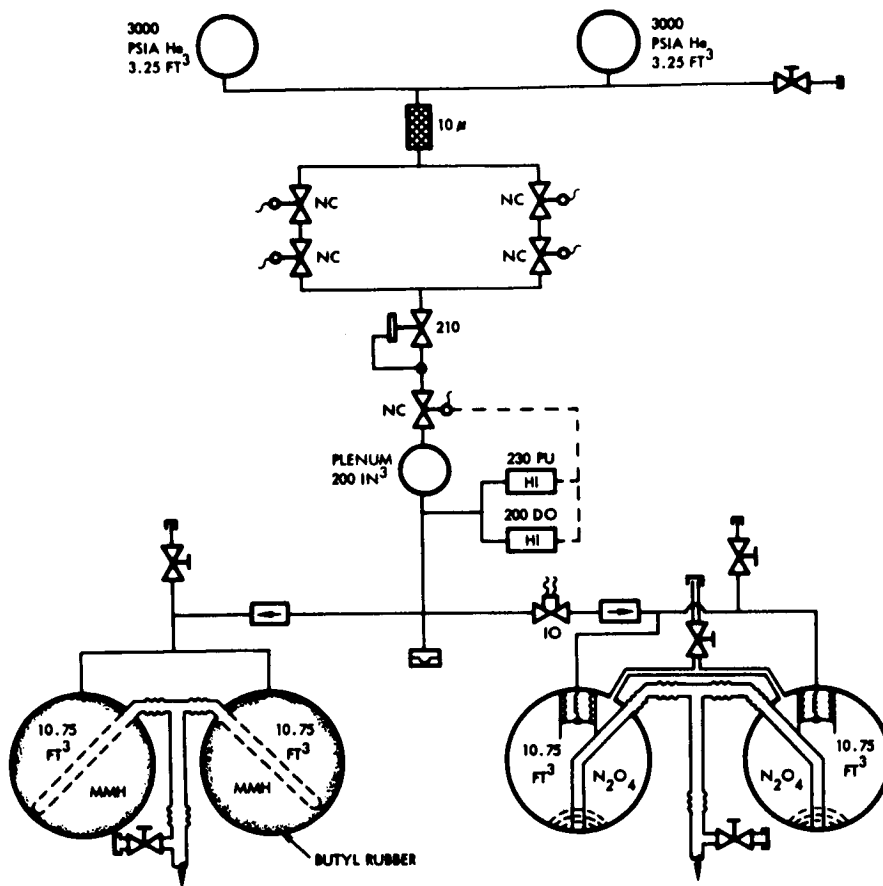 3000
PSIA He
3.25 FT³
3000
PSIA He
3.25 FT³
10 μ
NC
NC
NC
NC
210
NC
PLENUM
200 IN³
230 PU
HI
200 DO
HI
IO
10.75
FT³
MMH
10.75
FT³
MMH
BUTYL RUBBER
10.75
FT³
N₂O₄
10.75
FT³
N₂O₄